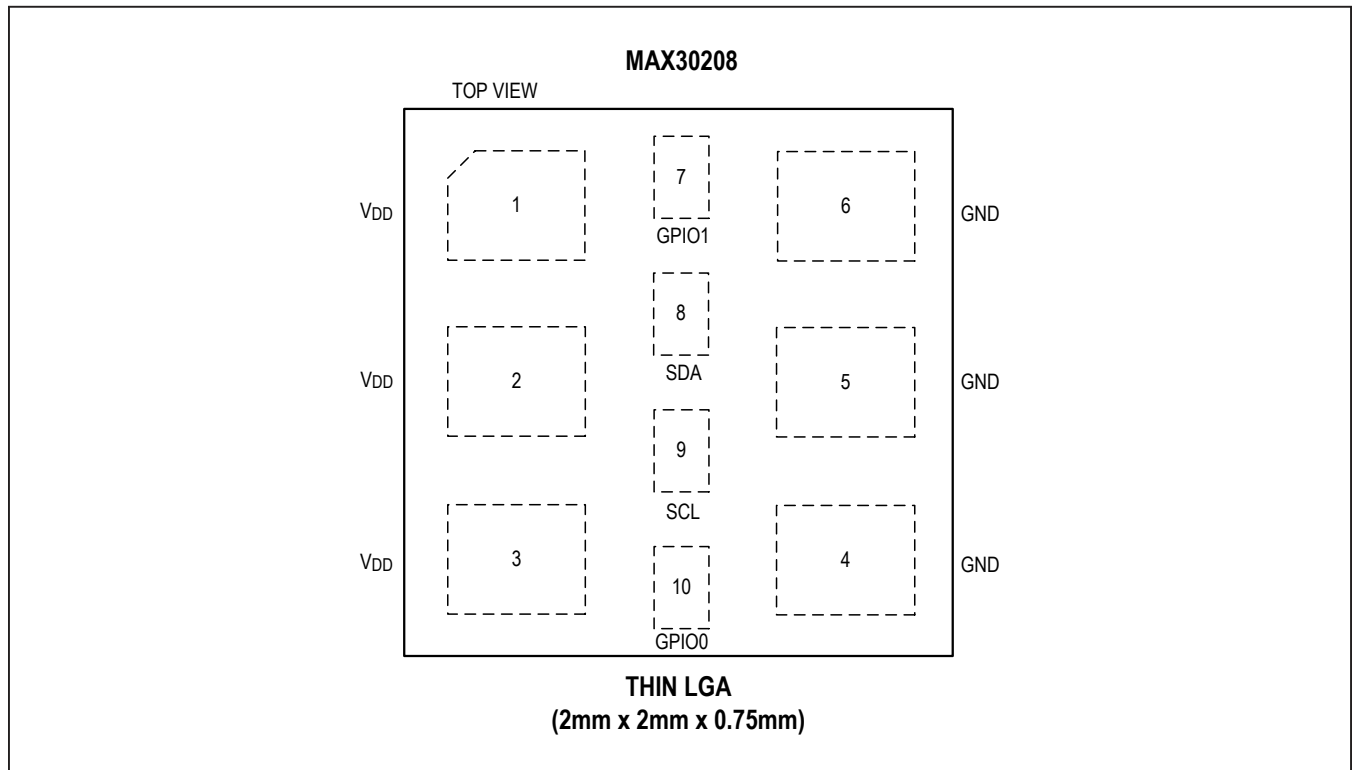 MAX30208
TOP VIEW
VDD
1
7
GPIO1
6
GND
8
SDA
VDD
2
5
GND
9
SCL
VDD
3
4
GND
10
GPIO0
THIN LGA
(2mm x 2mm x 0.75mm)